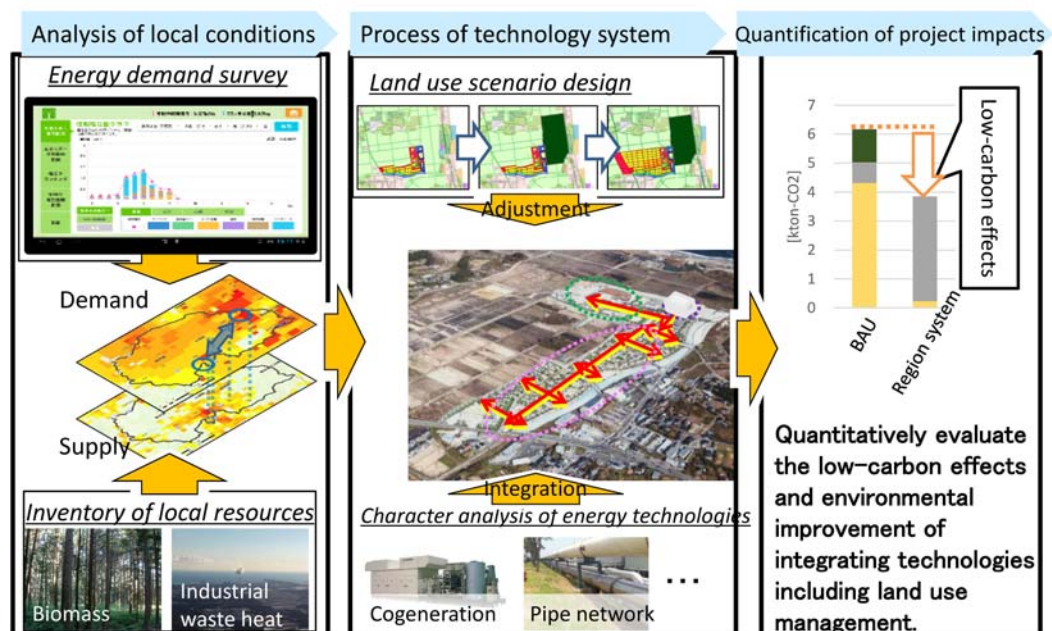 Analysis of local conditions
Process of technology system
Quantification of project impacts
Energy demand survey
Demand
Supply
Inventory of local resources
Biomass
Industrial
waste heat
Land use scenario design
Adjustment
Integration
Character analysis of energy technologies
Cogeneration
Pipe network
...
7
6
5
4
3
2
1
0
[kton-CO2]
BAU
Region system
Low-carbon effects
Quantitatively evaluate
the low-carbon effects
and environmental
improvement of
integrating technologies
including land use
management.